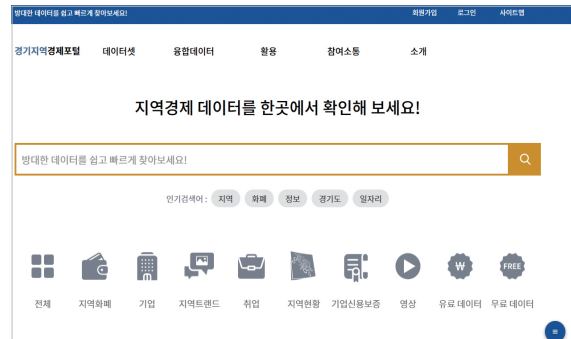 방대한 데이터를 쉽고 빠르게 찾아보세요! 회원가입 로그인 사이트맵
경기지역경제포털 데이터셋 융합데이터 활용 참여소통 소개
지역경제 데이터를 한곳에서 확인해 보세요!
방대한 데이터를 쉽고 빠르게 찾아보세요!
인기검색어 : 지역 화폐 정보 경기도 일자리
₩ FREE
전체 지역화폐 기업 지역트렌드 취업 지역현황 기업신용보증 영상 유료 데이터 무료 데이터